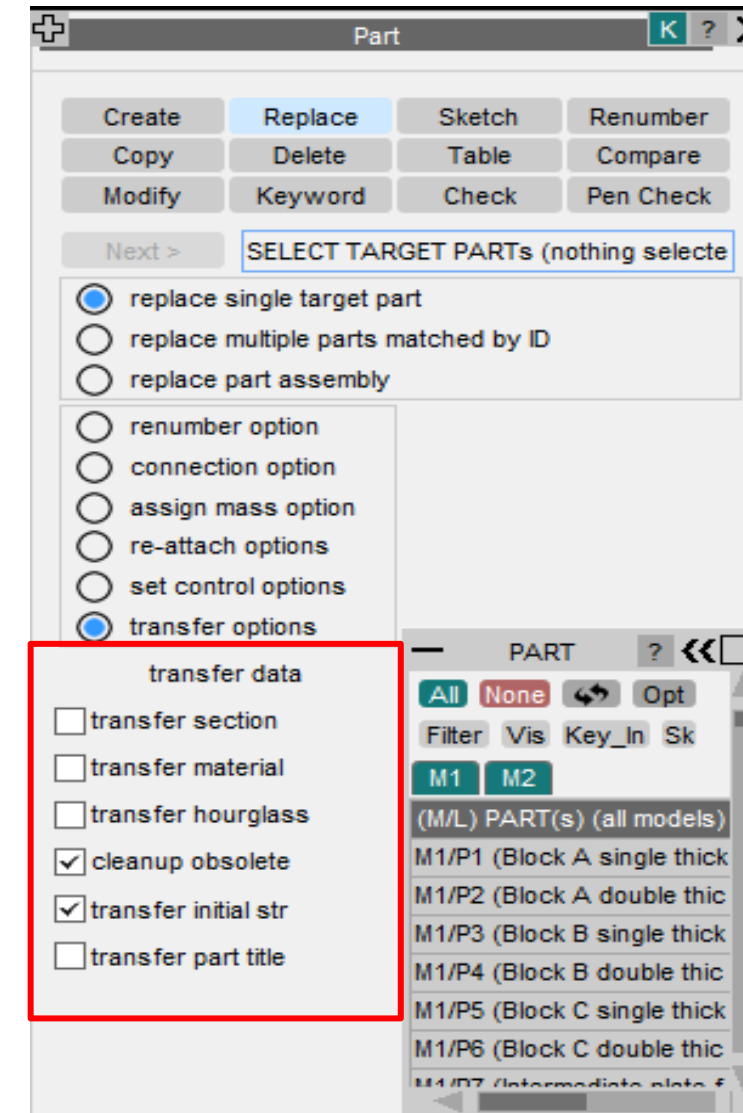 Part K ?
Create Replace Sketch Renumber
Copy Delete Table Compare
Modify Keyword Check Pen Check
Next > SELECT TARGET PARTs (nothing selecte
replace single target part
replace multiple parts matched by ID
replace part assembly
renumber option
connection option
assign mass option
re-attach options
set control options
transfer options
transfer data
transfer section
transfer material
transfer hourglass
cleanup obsolete
transfer initial str
transfer part title
PART ?
All None Opt
Filter Vis Key_In Sk
M1 M2
(M/L) PART(s) (all models)
M1/P1 (Block A single thick
M1/P2 (Block A double thic
M1/P3 (Block B single thick
M1/P4 (Block B double thic
M1/P5 (Block C single thick
M1/P6 (Block C double thic
M1/P7 (Intermediate plate f